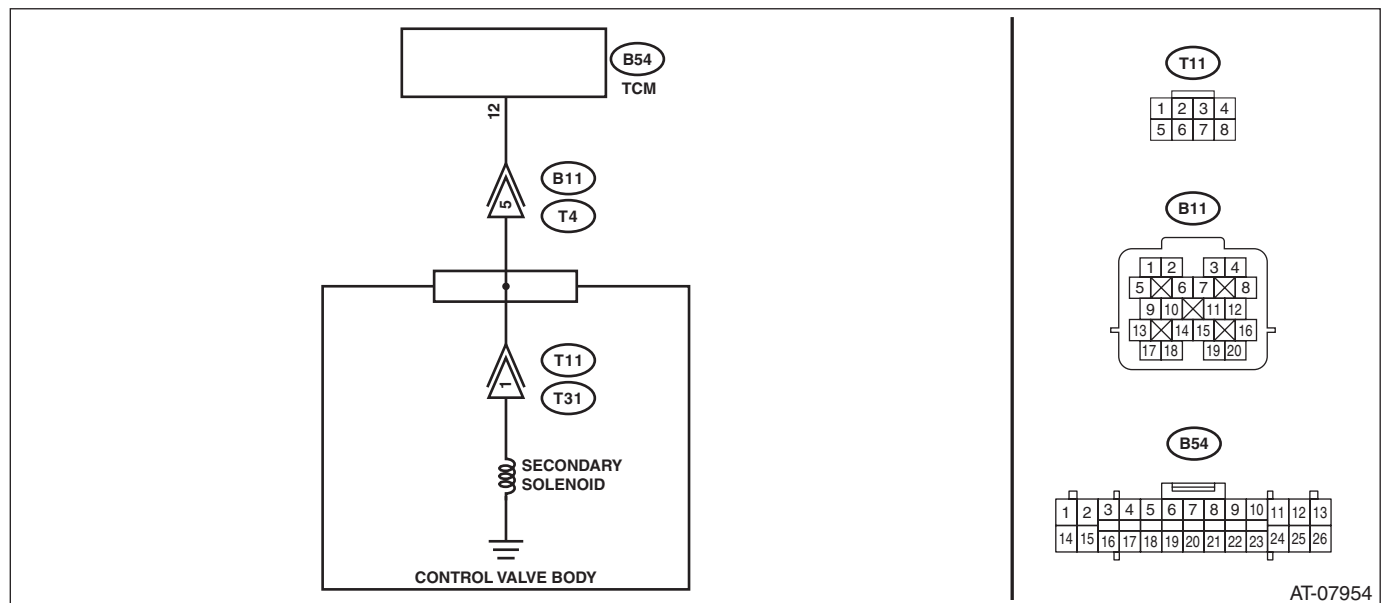 B54
TCM
12
B11
5
T4
T11
1
T31
SECONDARY
SOLENOID
CONTROL VALVE BODY
T11
1 2 3 4
5 6 7 8
B11
1 2 3 4
5 6 7 8
9 10 11 12
13 14 15 16
17 18 19 20
B54
1 2 3 4 5 6 7 8 9 10 11 12 13
14 15 16 17 18 19 20 21 22 23 24 25 26
AT-07954